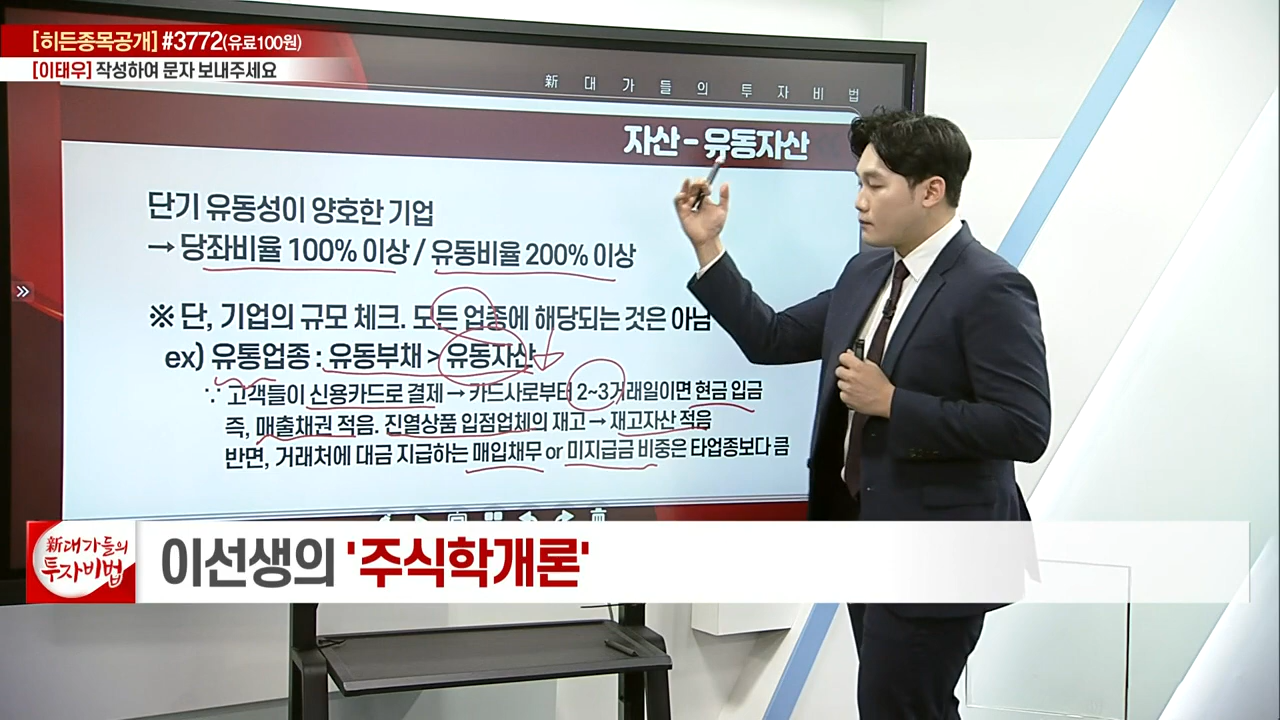 [히든종목공개] #3772(유료100원)
[이태우] 작성하여 문자 보내주세요
新 대 가 들 의 투 자 비 법
자산 - 유동자산
단기 유동성이 양호한 기업
→ 당좌비율 100% 이상 / 유동비율 200% 이상
※ 단, 기업의 규모 체크. 모든 업종에 해당되는 것은 아님
ex) 유통업종 : 유동부채 > 유동자산
∵ 고객들이 신용카드로 결제 → 카드사로부터 2~3거래일이면 현금 입금
즉, 매출채권 적음. 진열상품 입점업체의 재고 → 재고자산 적음
반면, 거래처에 대금 지급하는 매입채무 or 미지급금 비중은 타업종보다 큼
新대가들의
투자비법
이선생의 '주식학개론'